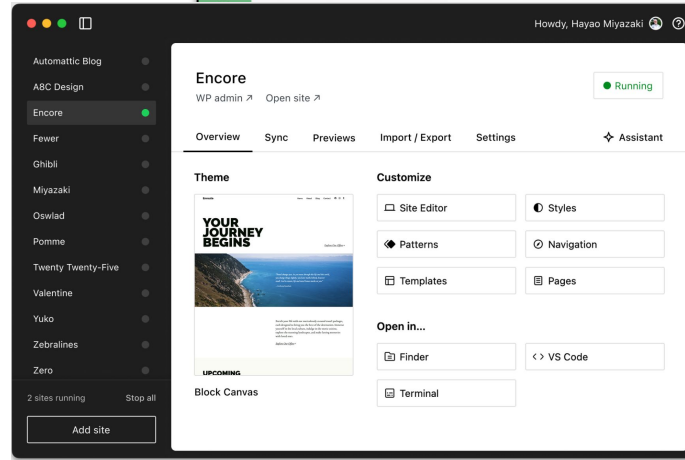 Howdy, Hayao Miyazaki
Automattic Blog
A8C Design
Encore
Fewer
Ghibli
Miyazaki
Oswlad
Pomme
Twenty Twenty-Five
Valentine
Yuko
Zebralines
Zero
2 sites running Stop all
Add site
Encore
WP admin ↗ Open site ↗
Running
Overview Sync Previews Import / Export Settings Assistant
Theme
YOUR
JOURNEY
BEGINS
UPCOMING
Block Canvas
Customize
Site Editor Styles
Patterns Navigation
Templates Pages
Open in...
Finder VS Code
Terminal